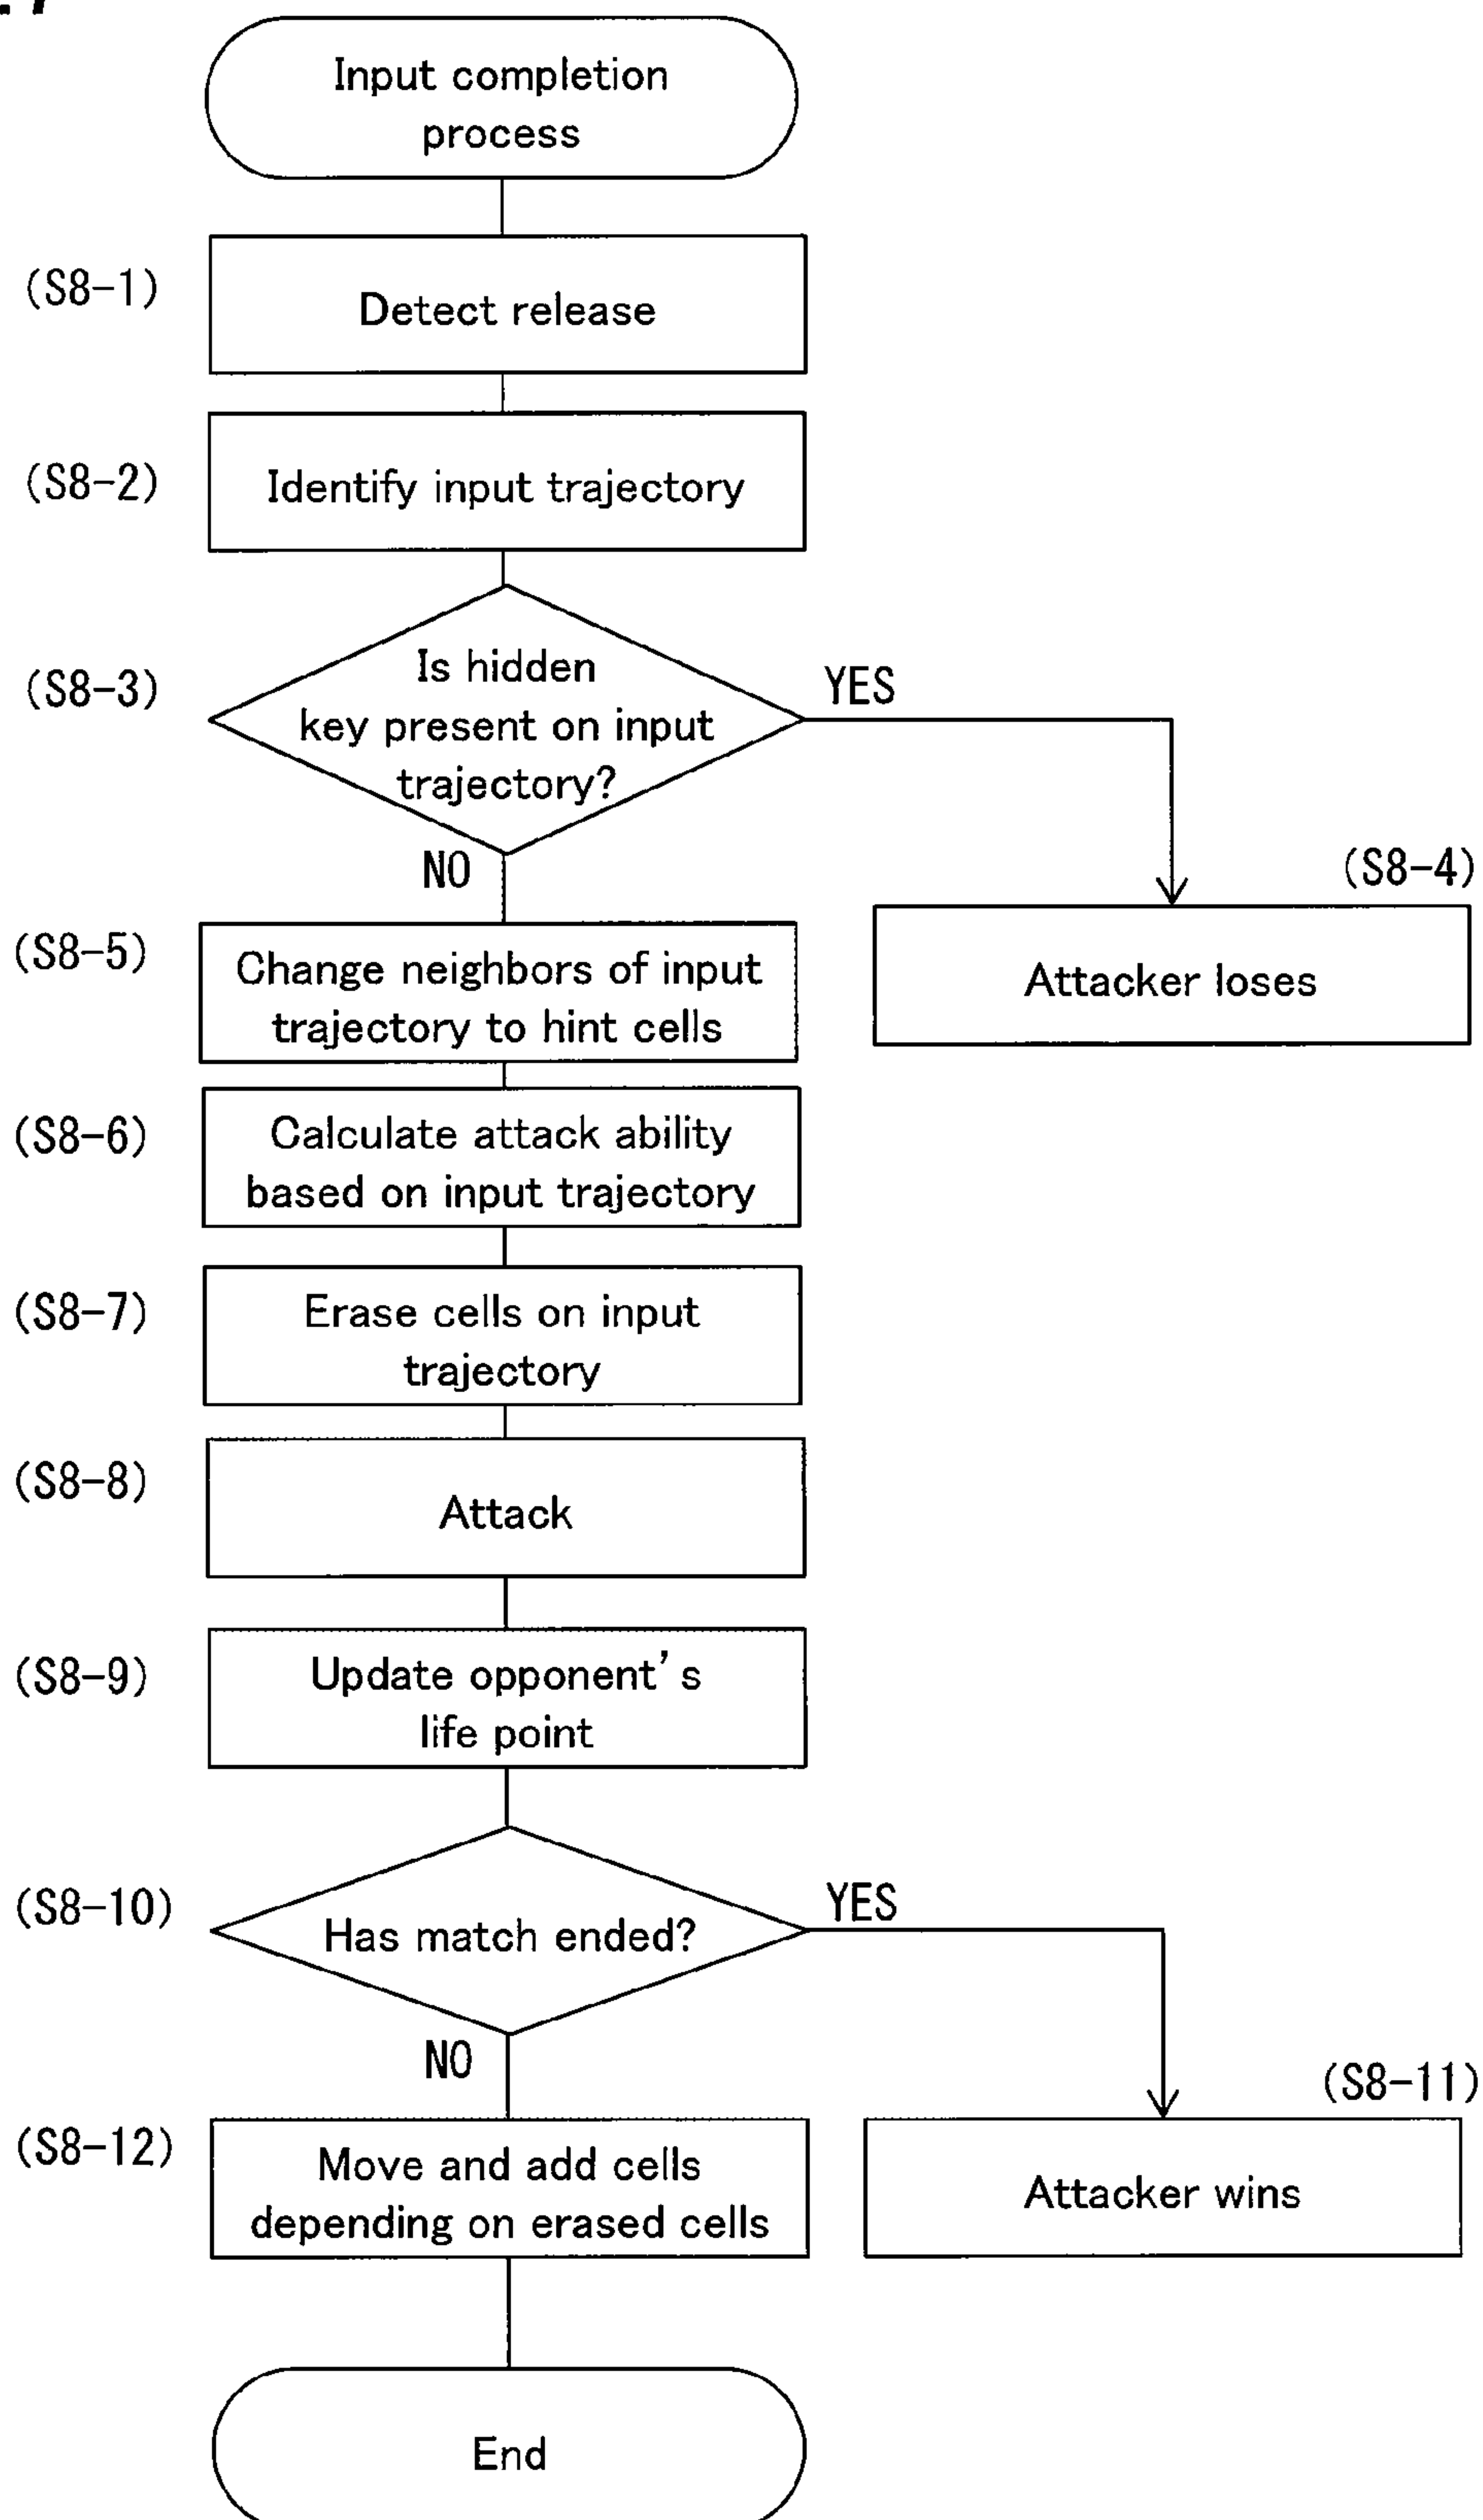 Input completion
process
(S8-1)
Detect release
(S8-2)
Identify input trajectory
(S8-3)
Is hidden
key present on input
trajectory?
YES
NO
(S8-4)
Attacker loses
(S8-5)
Change neighbors of input
trajectory to hint cells
(S8-6)
Calculate attack ability
based on input trajectory
(S8-7)
Erase cells on input
trajectory
(S8-8)
Attack
(S8-9)
Update opponent's
life point
(S8-10)
Has match ended?
YES
NO
(S8-11)
Attacker wins
(S8-12)
Move and add cells
depending on erased cells
End